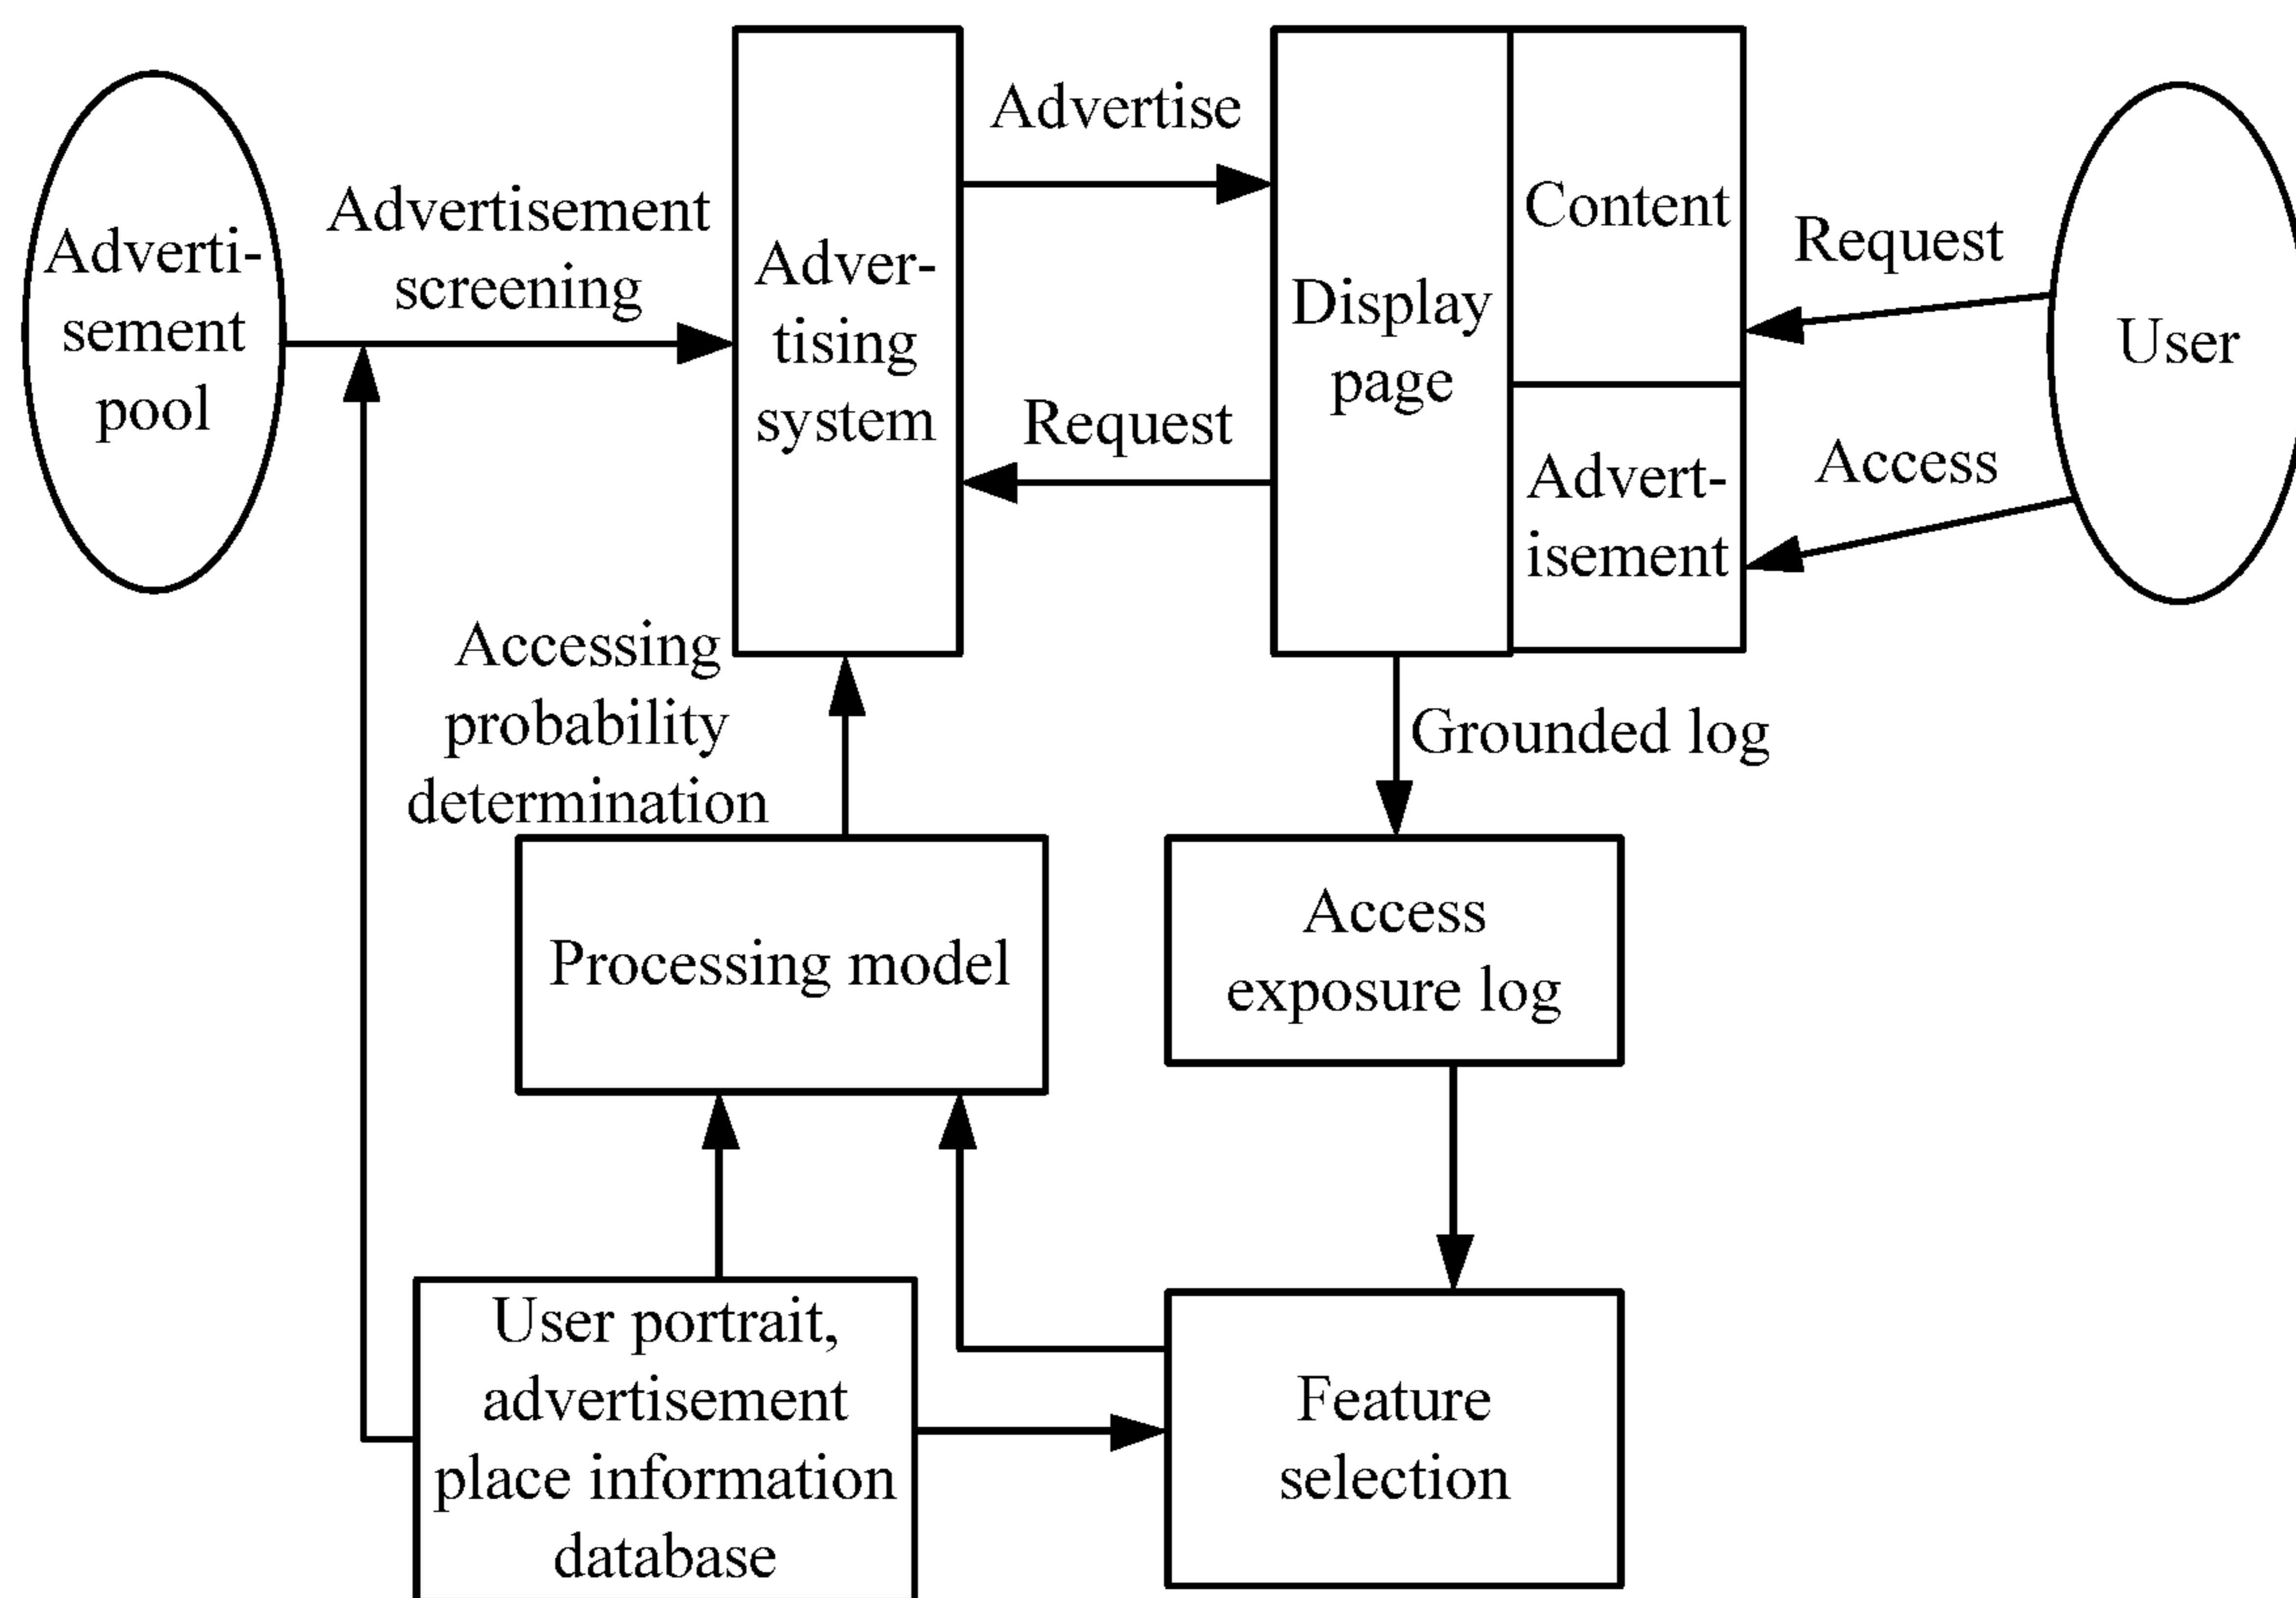 Adverti-
sement
pool
Advertisement
screening
Adver-
tising
system
Advertise
Request
Display
page
Content
Advert-
isement
Request
Access
User
Accessing
probability
determination
Grounded log
Processing model
Access
exposure log
User portrait,
advertisement
place information
database
Feature
selection